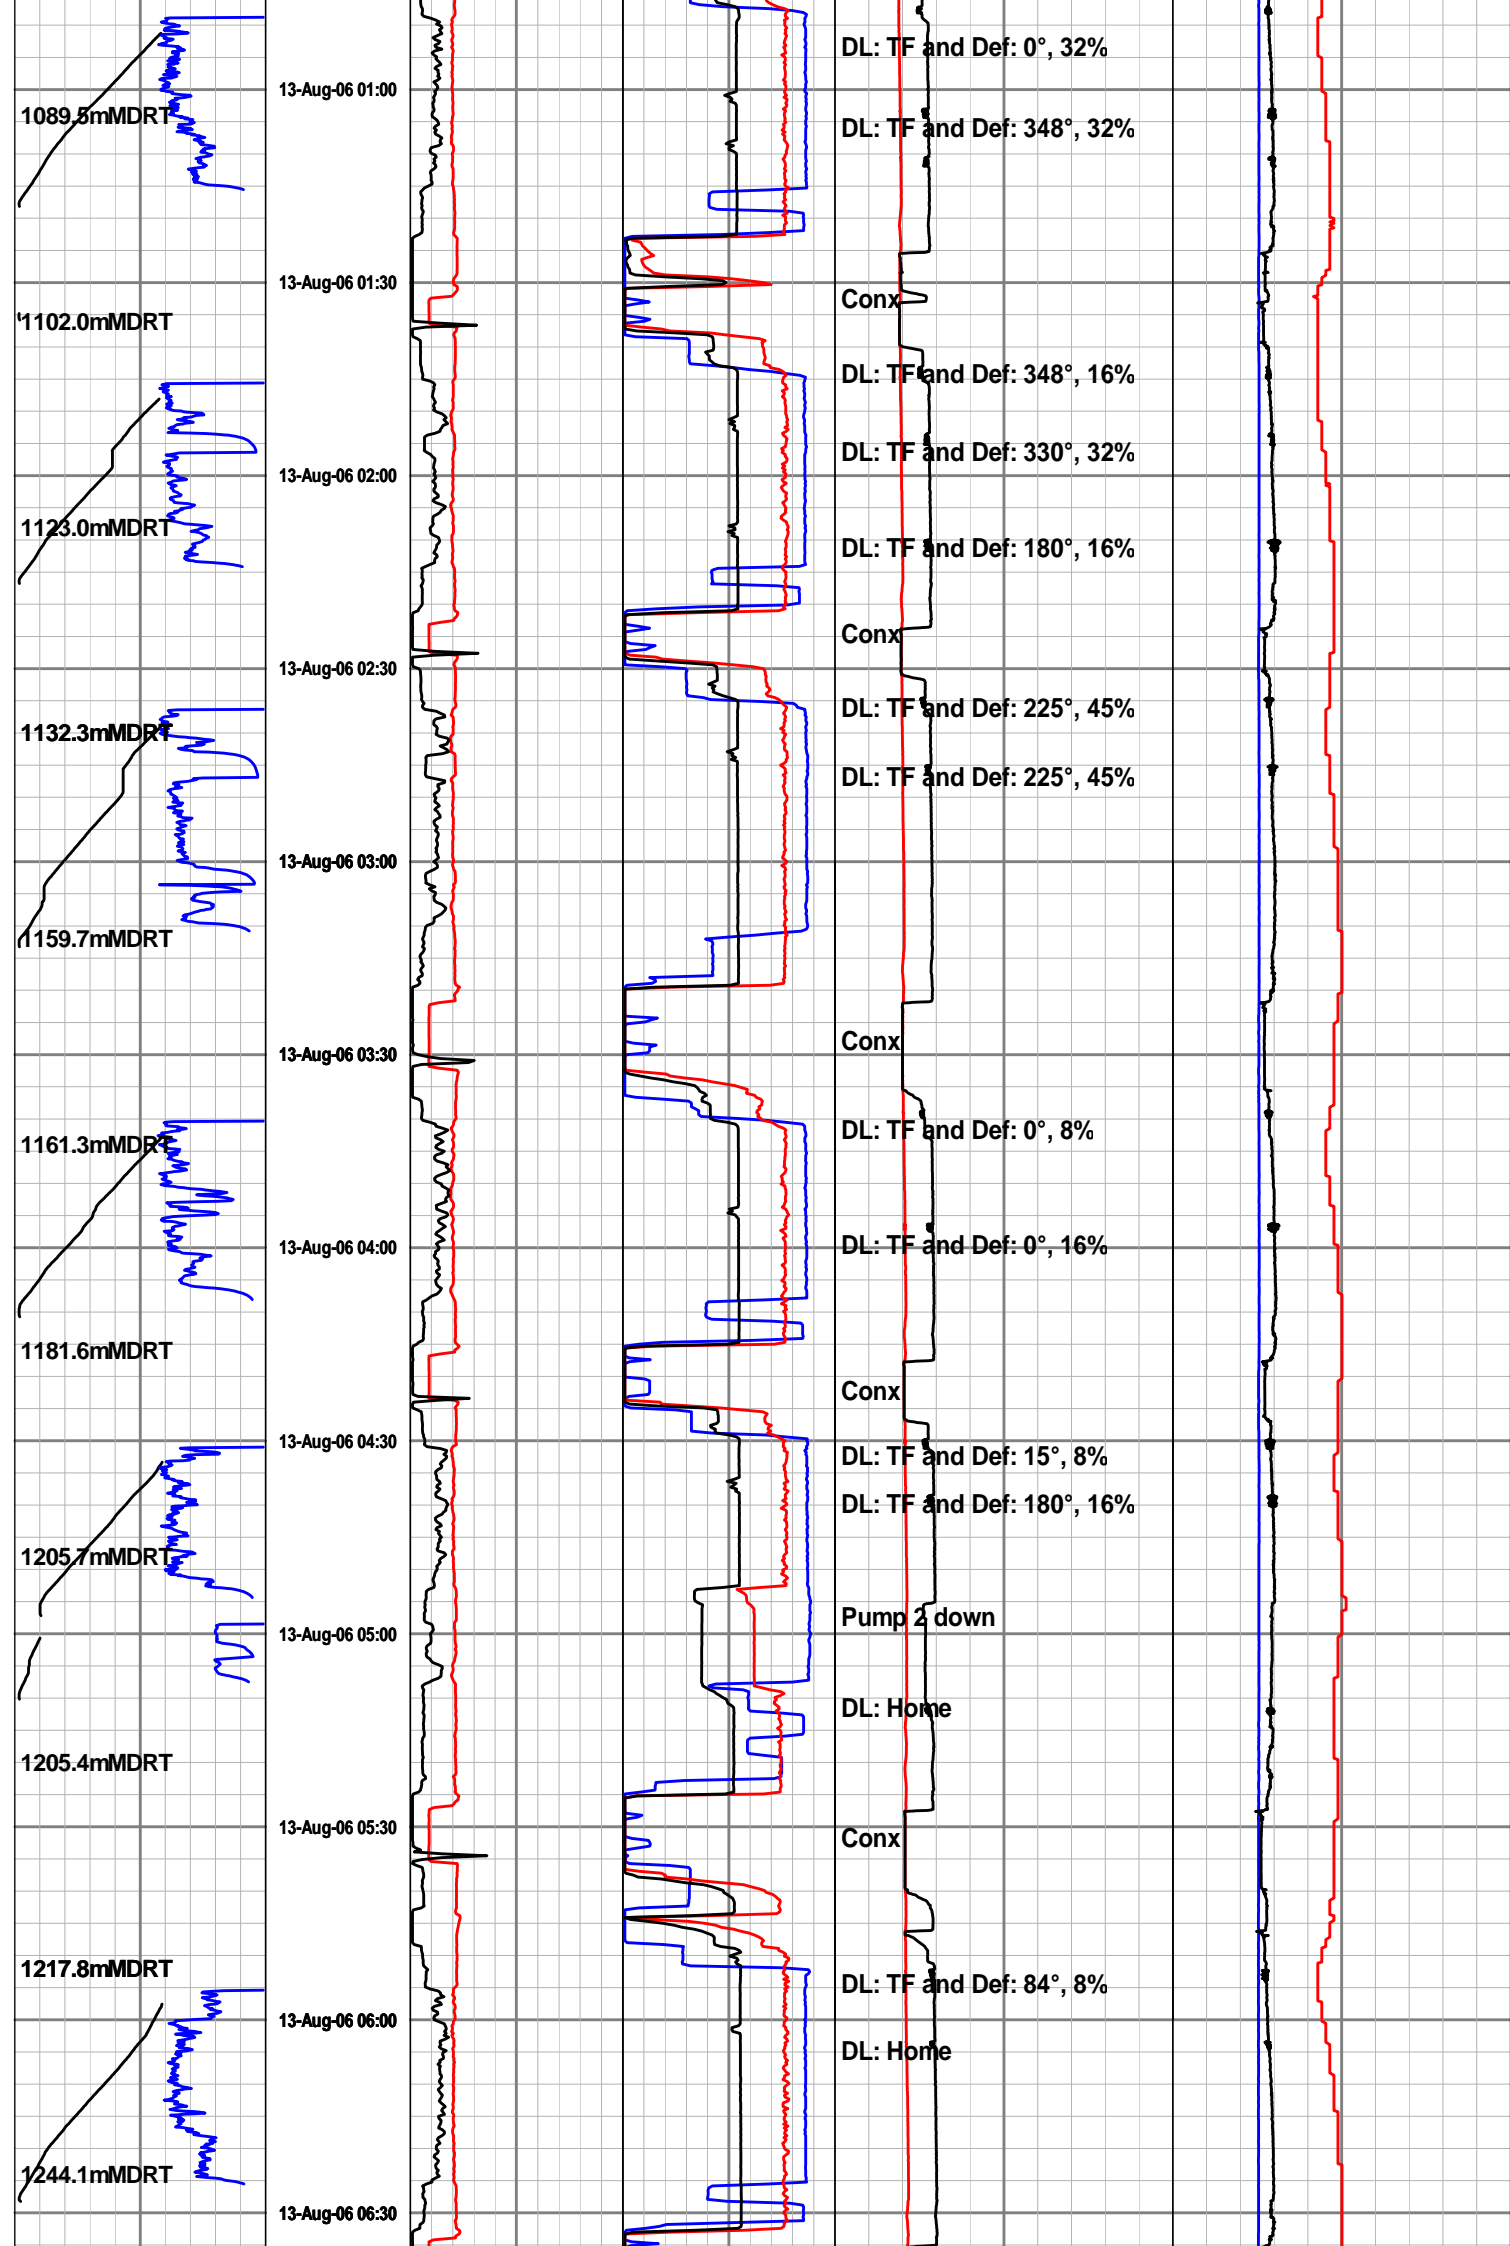 DL: TF and Def: 0°, 32%
13-Aug-06 01:00
1089.5mMDRT
DL: TF and Def: 348°, 32%
13-Aug-06 01:30
Conx
1102.0mMDRT
DL: TF and Def: 348°, 16%
DL: TF and Def: 330°, 32%
13-Aug-06 02:00
1123.0mMDRT
DL: TF and Def: 180°, 16%
Conx
13-Aug-06 02:30
DL: TF and Def: 225°, 45%
1132.3mMDRT
DL: TF and Def: 225°, 45%
13-Aug-06 03:00
1159.7mMDRT
Conx
13-Aug-06 03:30
DL: TF and Def: 0°, 8%
1161.3mMDRT
DL: TF and Def: 0°, 16%
13-Aug-06 04:00
1181.6mMDRT
Conx
13-Aug-06 04:30
DL: TF and Def: 15°, 8%
DL: TF and Def: 180°, 16%
1205.7mMDRT
Pump 2 down
13-Aug-06 05:00
DL: Home
1205.4mMDRT
13-Aug-06 05:30
Conx
1217.8mMDRT
DL: TF and Def: 84°, 8%
13-Aug-06 06:00
DL: Home
1244.1mMDRT
13-Aug-06 06:30